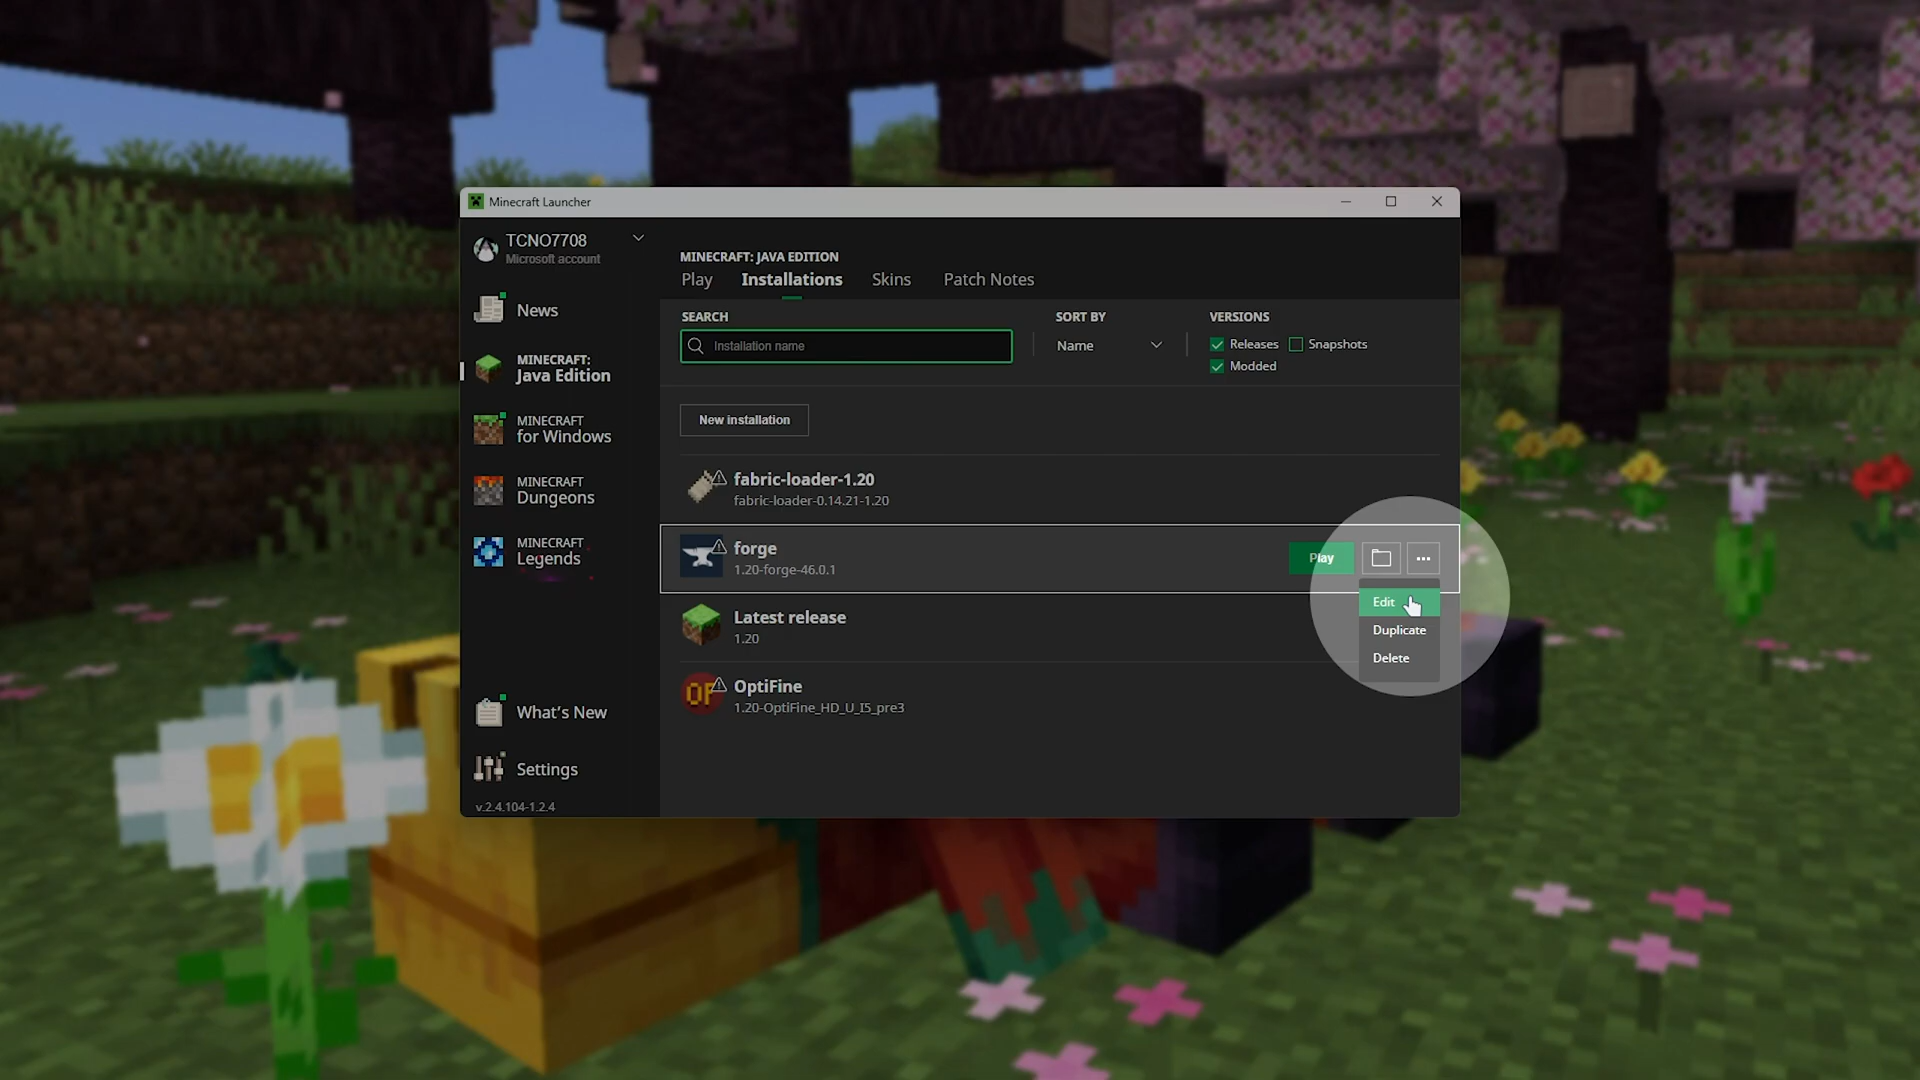 Minecraft Launcher
TCNO7708
Microsoft account
News
MINECRAFT:
Java Edition
MINECRAFT
for Windows
MINECRAFT
Dungeons
MINECRAFT
Legends
What's New
Settings
v.2.4.104-1.2.4
MINECRAFT: JAVA EDITION
Play Installations Skins Patch Notes
SEARCH
Installation name
SORT BY
Name
VERSIONS
Releases Snapshots
Modded
New installation
fabric-loader-1.20
fabric-loader-0.14.21-1.20
forge
1.20-forge-46.0.1
Play
Edit
Duplicate
Delete
Latest release
1.20
OF
OptiFine
1.20-OptiFine_HD_U_I5_pre3